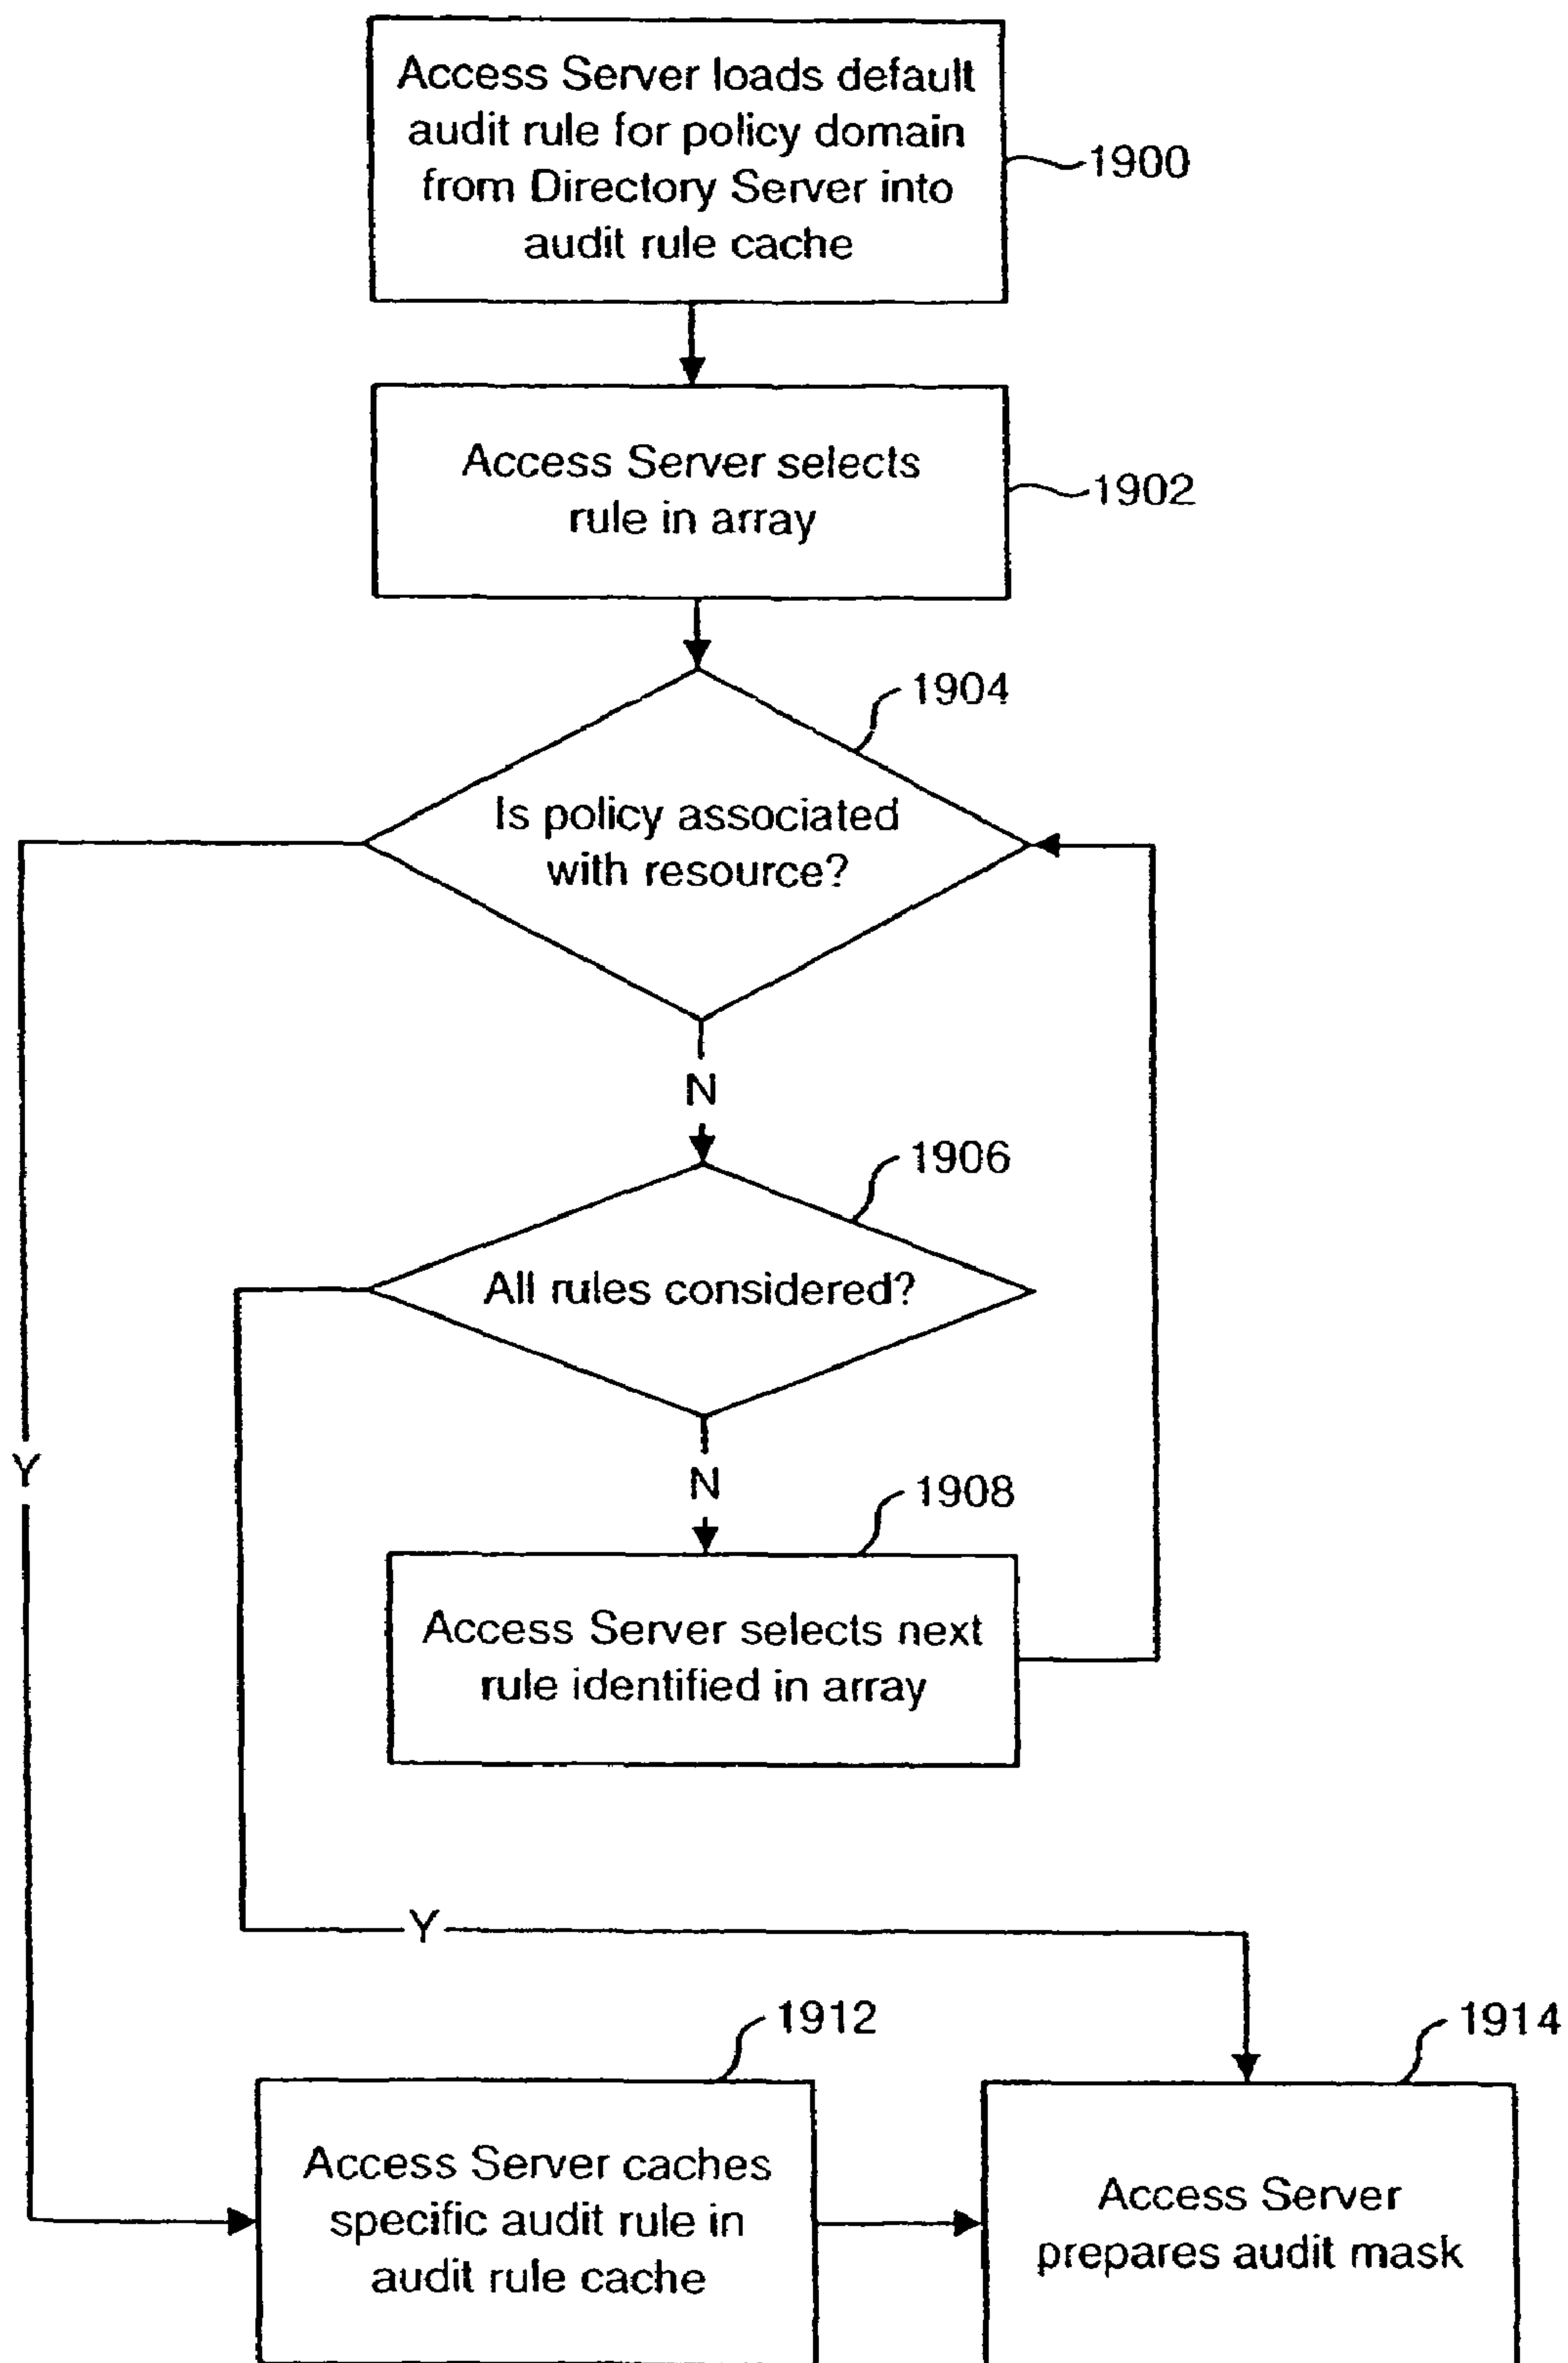 Access Server loads default
audit rule for policy domain
from Directory Server into
audit rule cache
1900
Access Server selects
rule in array
1902
1904
Is policy associated
with resource?
N
1906
All rules considered?
Y
N
1908
Access Server selects next
rule identified in array
Y
1912
1914
Access Server caches
specific audit rule in
audit rule cache
Access Server
prepares audit mask